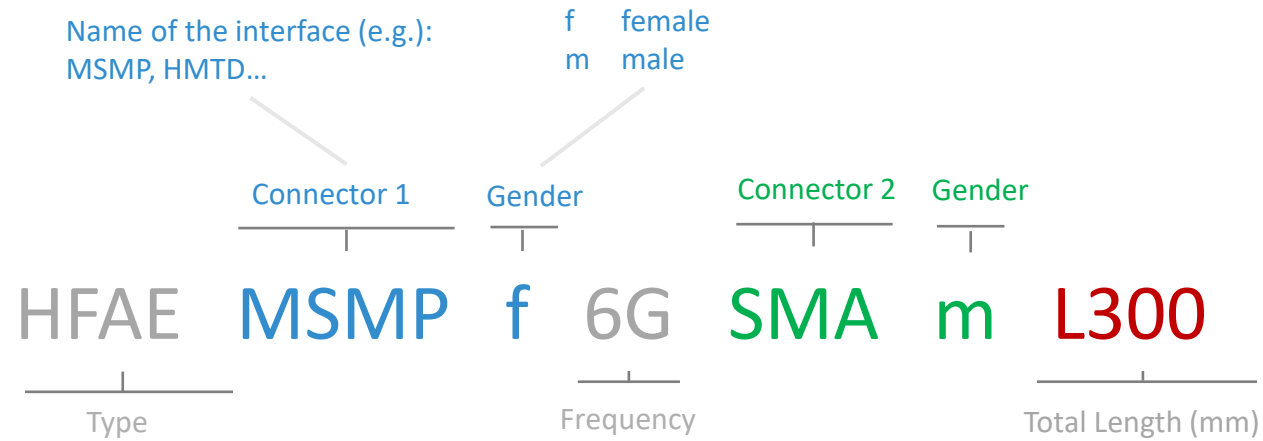 Name of the interface (e.g.):
MSMP, HMTD…
f female
m male
Connector 1 Gender Connector 2 Gender
HFAE MSMP f 6G SMA m L300
Type Frequency Total Length (mm)